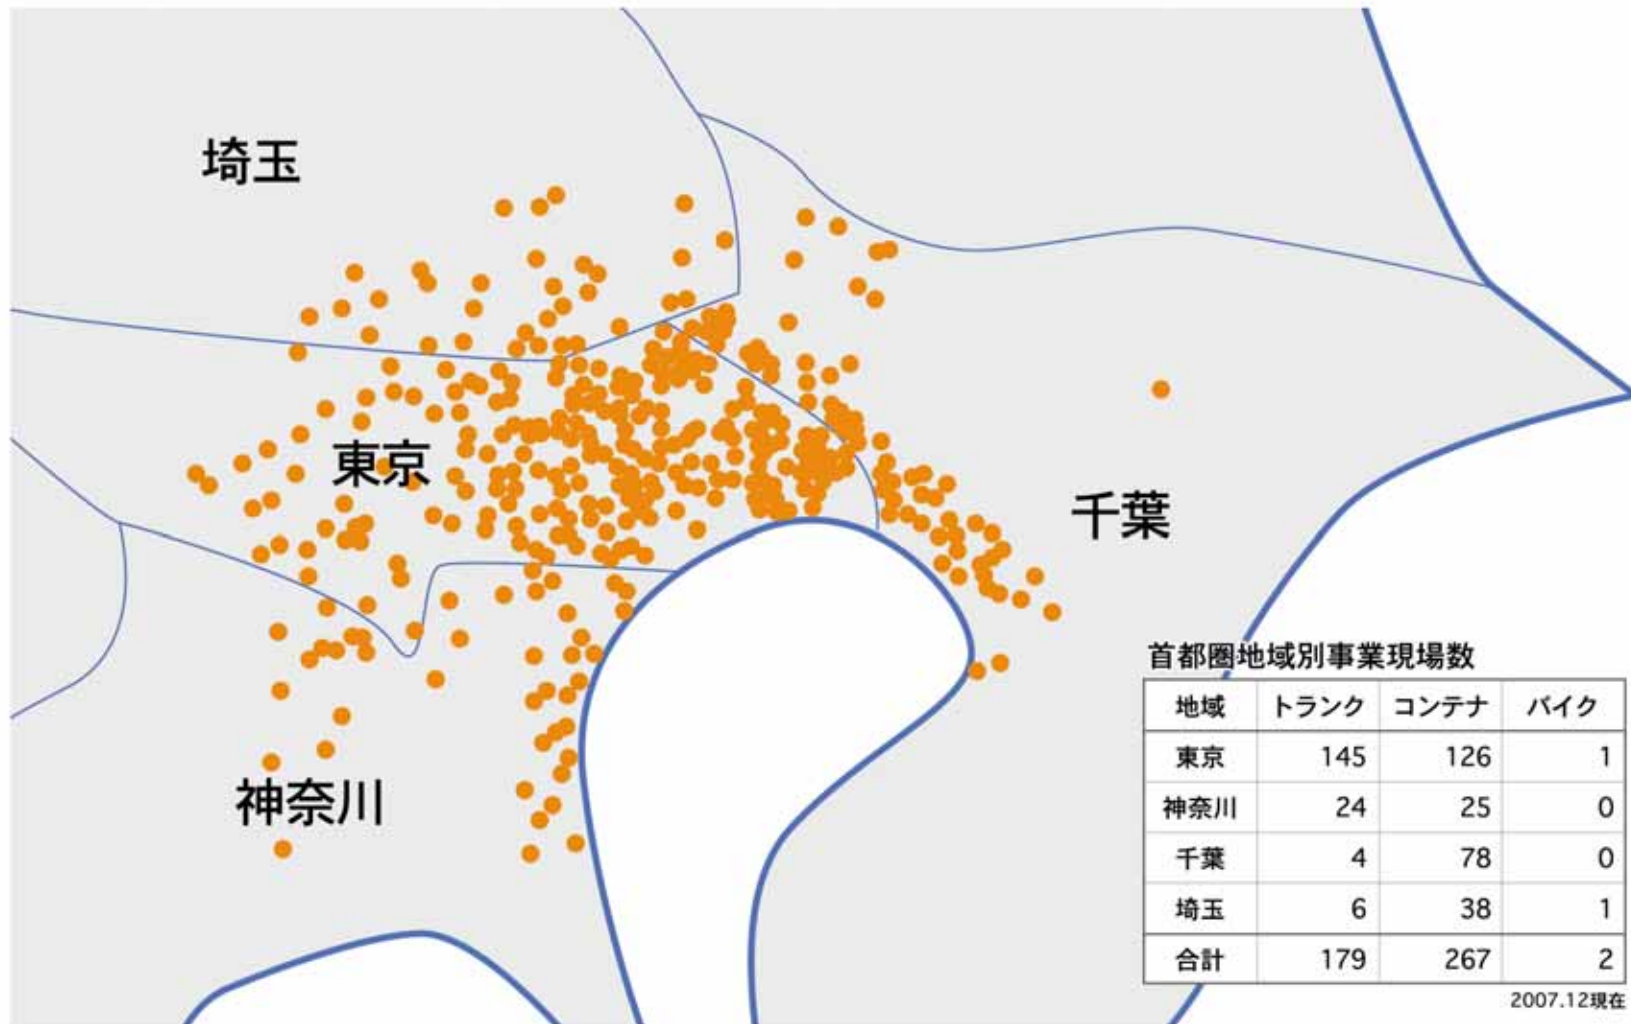 埼玉
東京
千葉
神奈川
首都圏地域別事業現場数
地域 トランク コンテナ バイク
東京 145 126 1
神奈川 24 25 0
千葉 4 78 0
埼玉 6 38 1
合計 179 267 2
2007.12現在